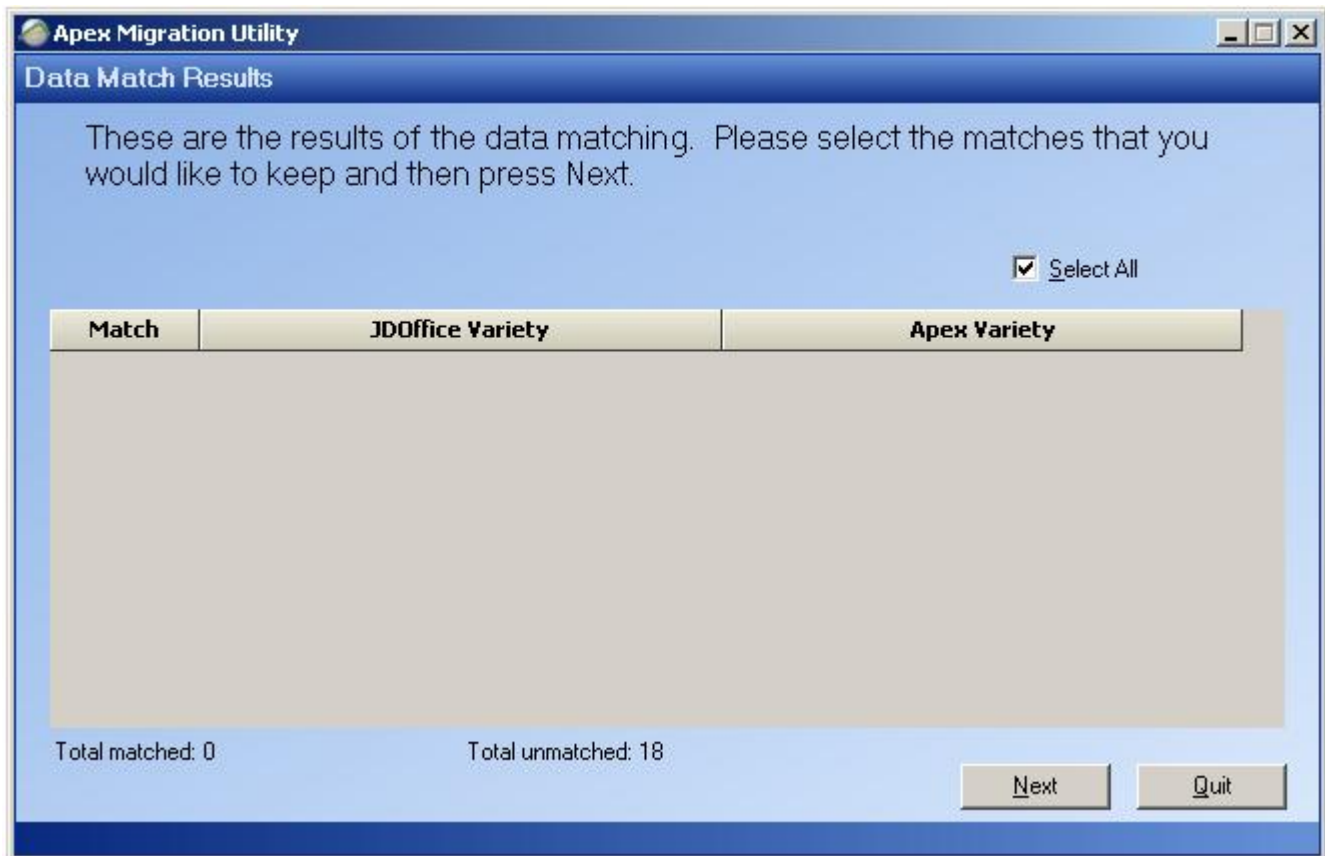 Apex Migration Utility
Data Match Results
These are the results of the data matching.  Please select the matches that you
would like to keep and then press Next.
Select All
Match JDOffice Variety Apex Variety
Total matched: 0 Total unmatched: 18
Next Quit